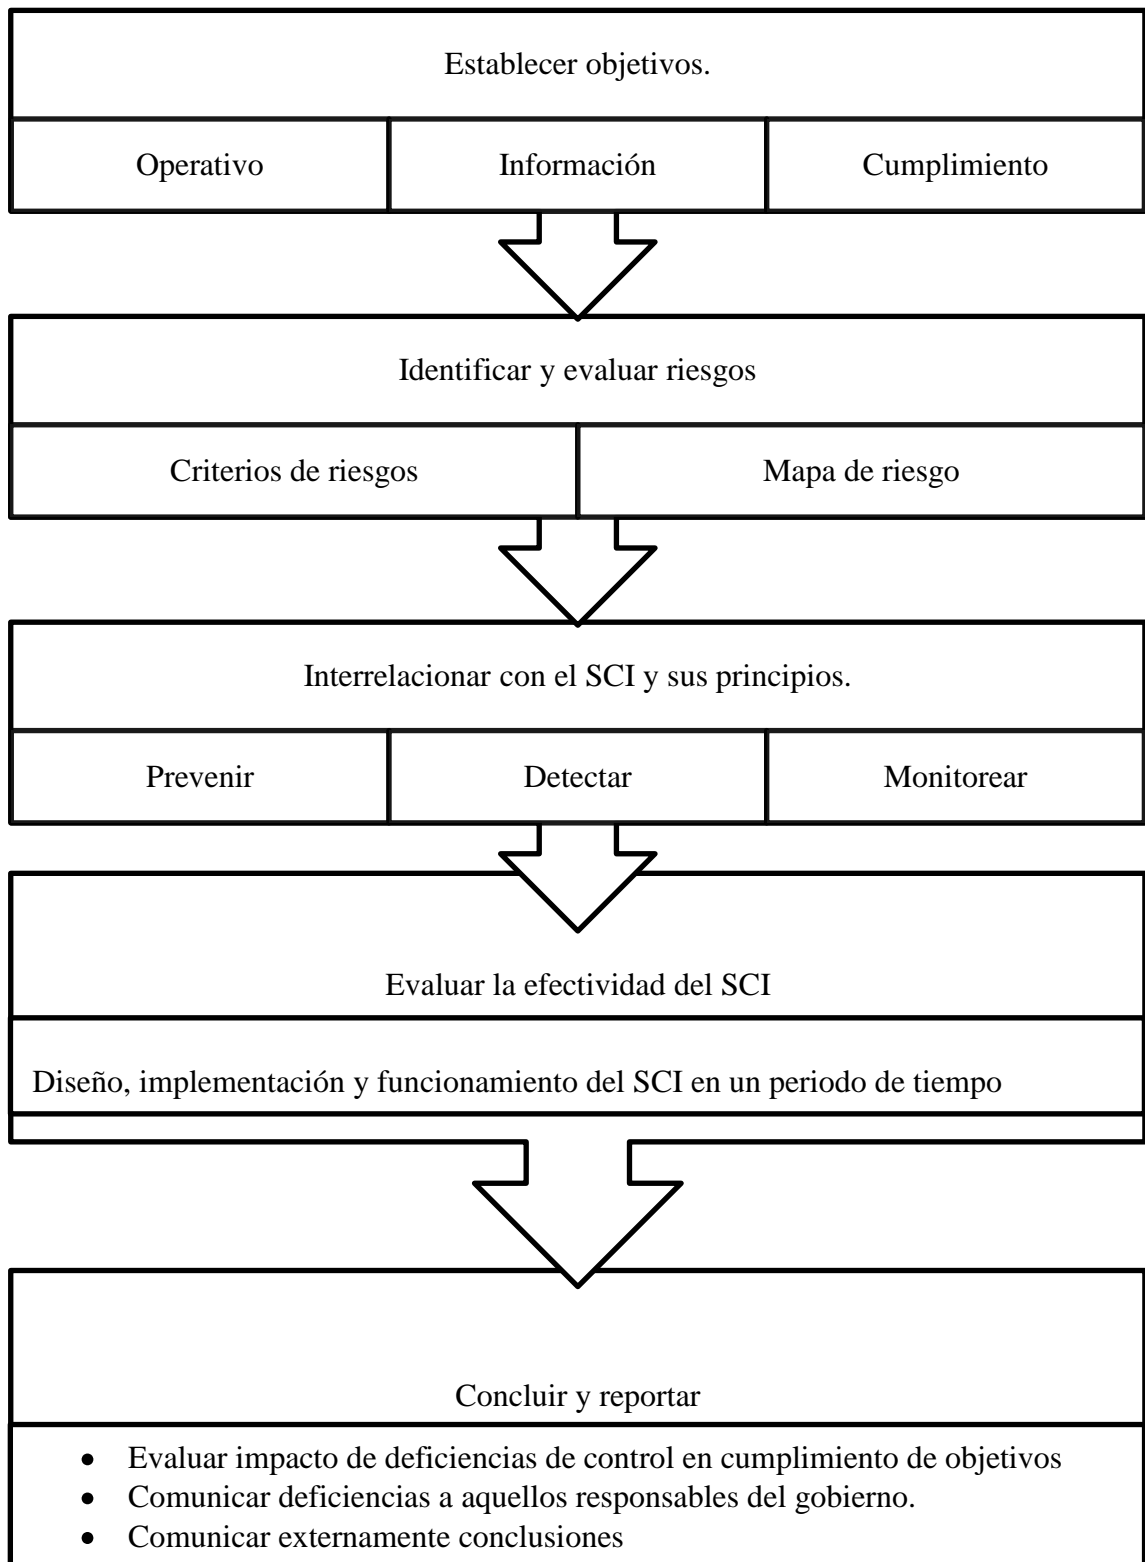 Establecer objetivos.
Operativo
Información
Cumplimiento
Identificar y evaluar riesgos
Criterios de riesgos
Mapa de riesgo
Interrelacionar con el SCI y sus principios.
Prevenir
Detectar
Monitorear
Evaluar la efectividad del SCI
Diseño, implementación y funcionamiento del SCI en un periodo de tiempo
Concluir y reportar
• Evaluar impacto de deficiencias de control en cumplimiento de objetivos
• Comunicar deficiencias a aquellos responsables del gobierno.
• Comunicar externamente conclusiones